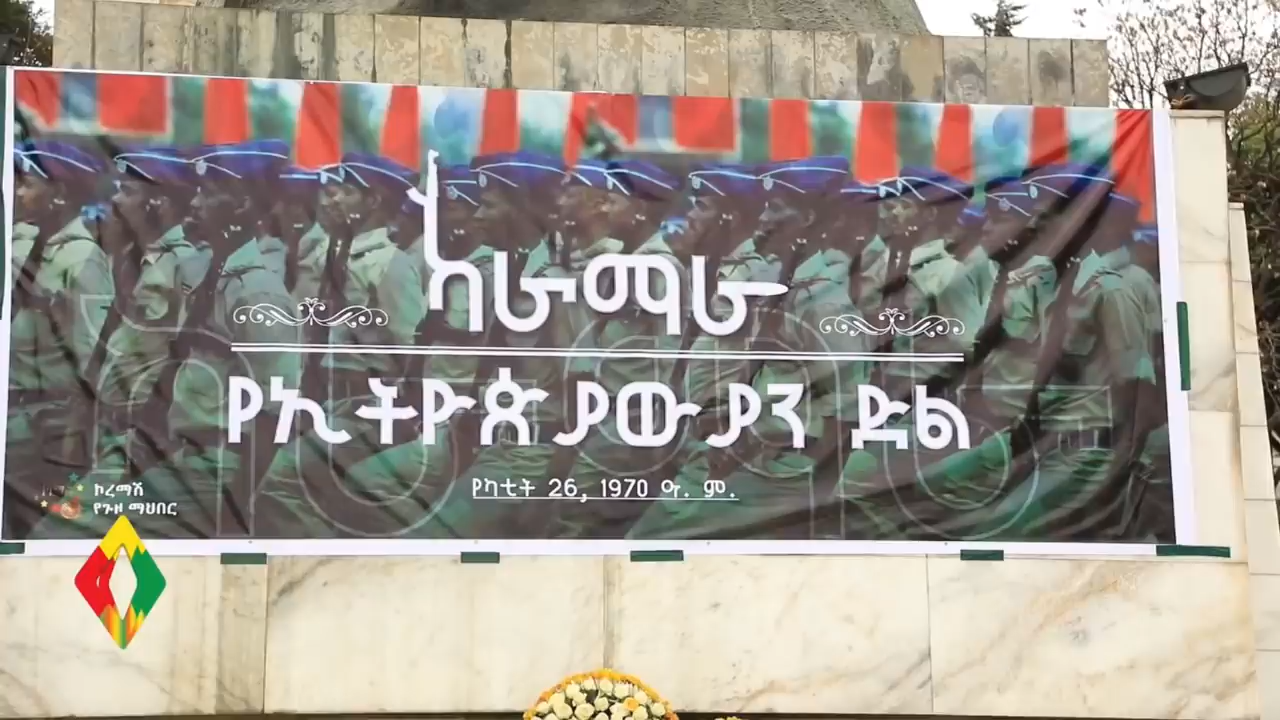 ካራማራ
የኢትዮጵያውያን ድል
የካቲት 26, 1970 ዓ. ም.
ኮረማሽ
የጉዞ ማህበር